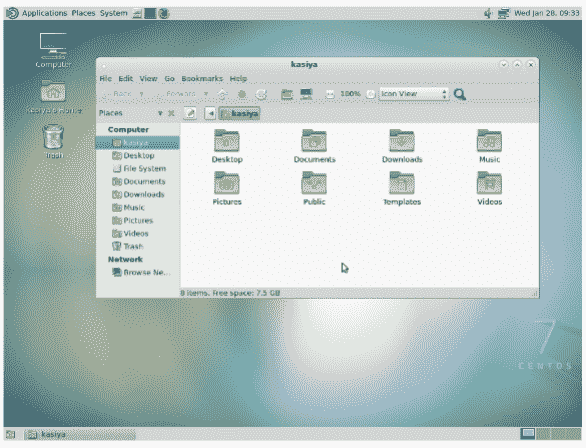 Applications Places System
Wed Jan 28, 09:33
Computer
kasiya's Home
Trash
kasiya
File Edit View Go Bookmarks Help
Back Forward 100% Icon View
Places kasiya
Computer
kasiya
Desktop
File System
Documents
Downloads
Music
Pictures
Videos
Trash
Network
Browse Ne...
Desktop Documents Downloads Music
Pictures Public Templates Videos
8 items, Free space: 7.5 GB
7
CENTOS
kasiya